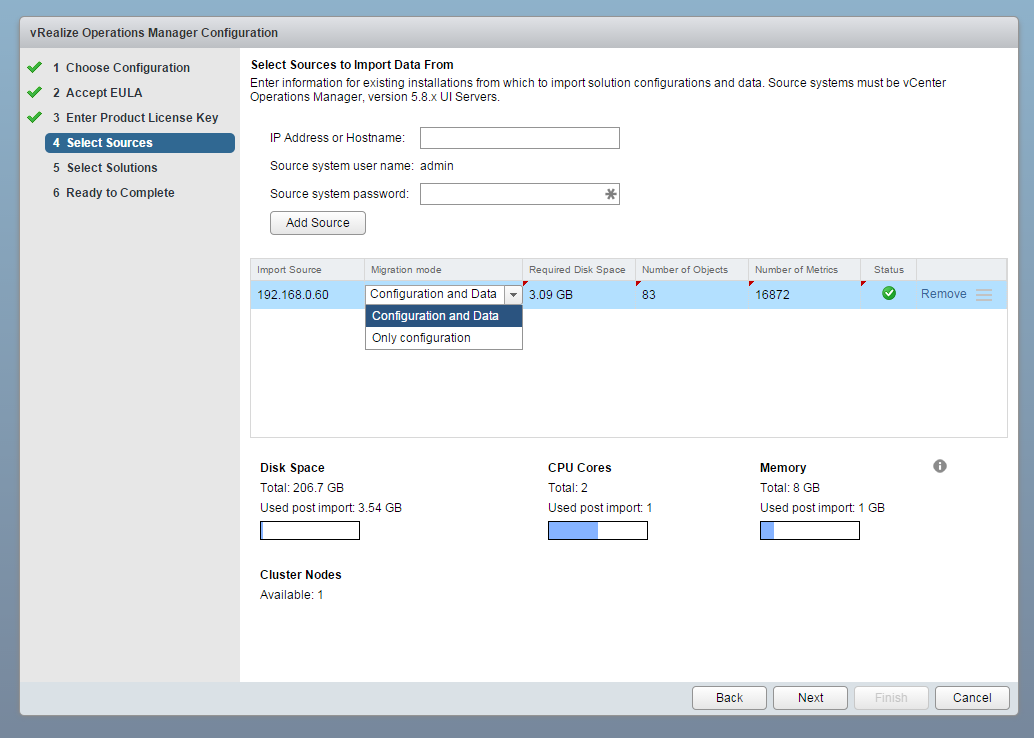 vRealize Operations Manager Configuration
1 Choose Configuration
2 Accept EULA
3 Enter Product License Key
4 Select Sources
5 Select Solutions
6 Ready to Complete
Select Sources to Import Data From
Enter information for existing installations from which to import solution configurations and data. Source systems must be vCenter
Operations Manager, version 5.8.x UI Servers.
IP Address or Hostname:
Source system user name: admin
Source system password: *
Add Source
Import Source Migration mode Required Disk Space Number of Objects Number of Metrics Status
192.168.0.60 Configuration and Data 3.09 GB 83 16872 Remove
Configuration and Data
Only configuration
Disk Space CPU Cores Memory
Total: 206.7 GB Total: 2 Total: 8 GB
Used post import: 3.54 GB Used post import: 1 Used post import: 1 GB
Cluster Nodes
Available: 1
Back Next Finish Cancel